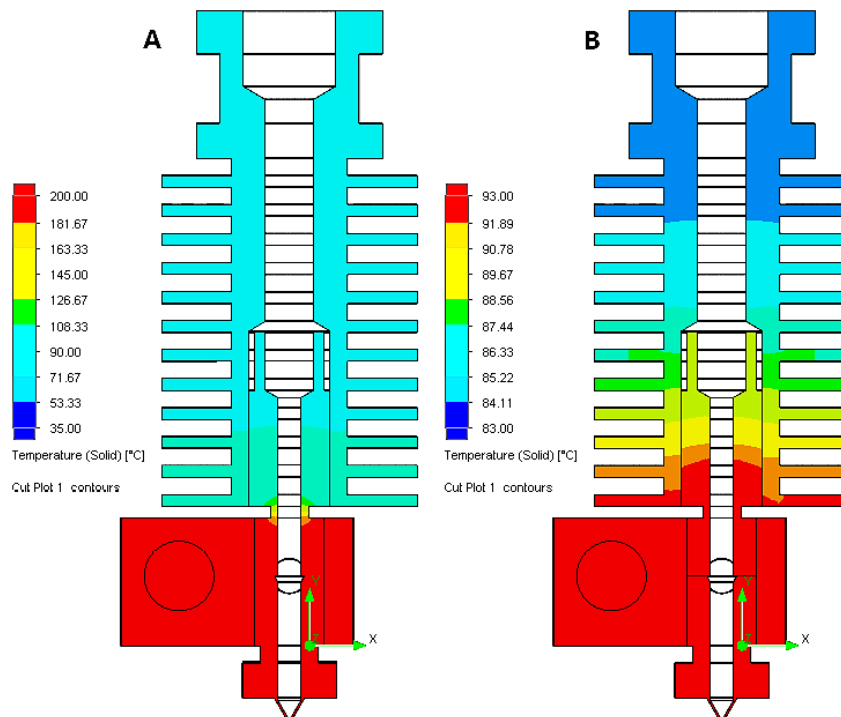 A
B
200.00
181.67
163.33
145.00
126.67
108.33
90.00
71.67
53.33
35.00
Temperature (Solid) [°C]
Cut Plot 1 contours
93.00
91.89
90.78
89.67
88.56
87.44
86.33
85.22
84.11
83.00
Temperature (Solid) [°C]
Cut Plot 1 contours
Y
X
Z
Y
X
Z